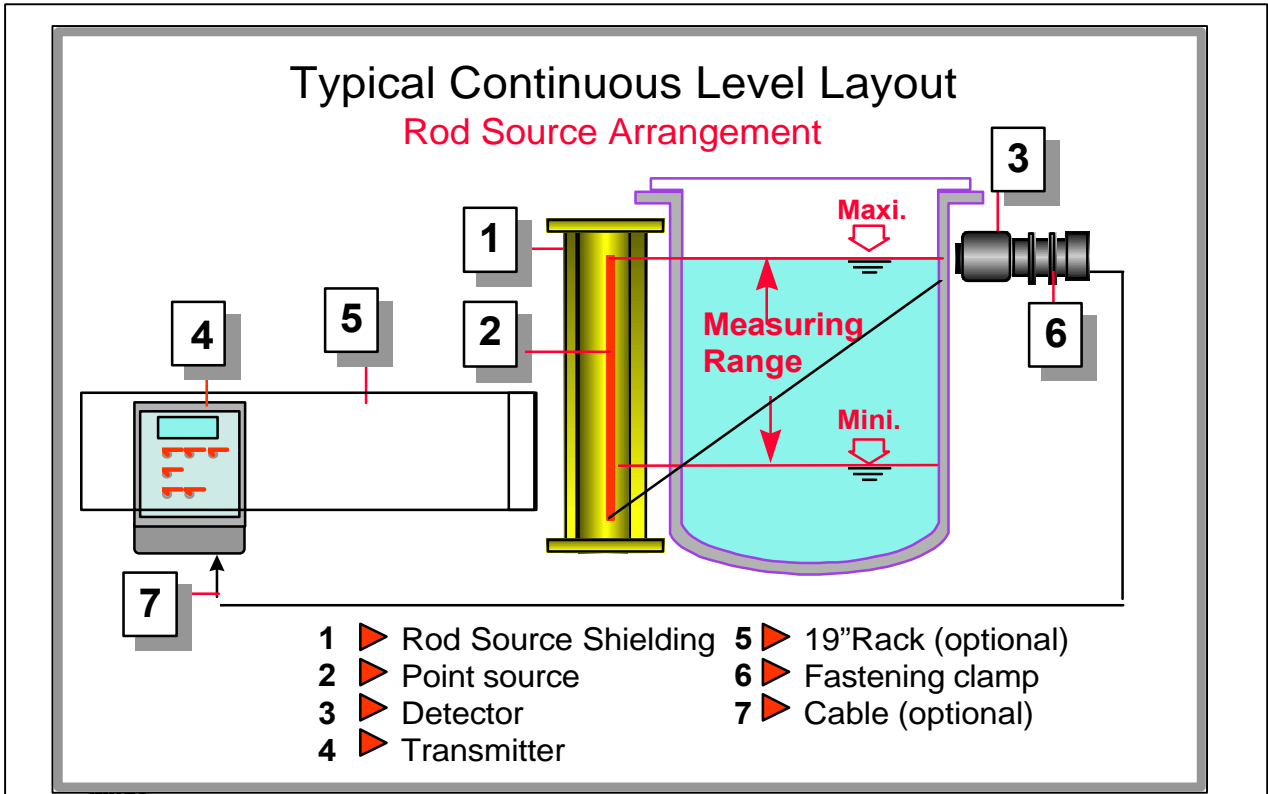 Typical Continuous Level Layout
Rod Source Arrangement
3
Maxi.
1
4
5
2
Measuring
Range
6
Mini.
7
1 Rod Source Shielding
2 Point source
3 Detector
4 Transmitter
5 19”Rack (optional)
6 Fastening clamp
7 Cable (optional)